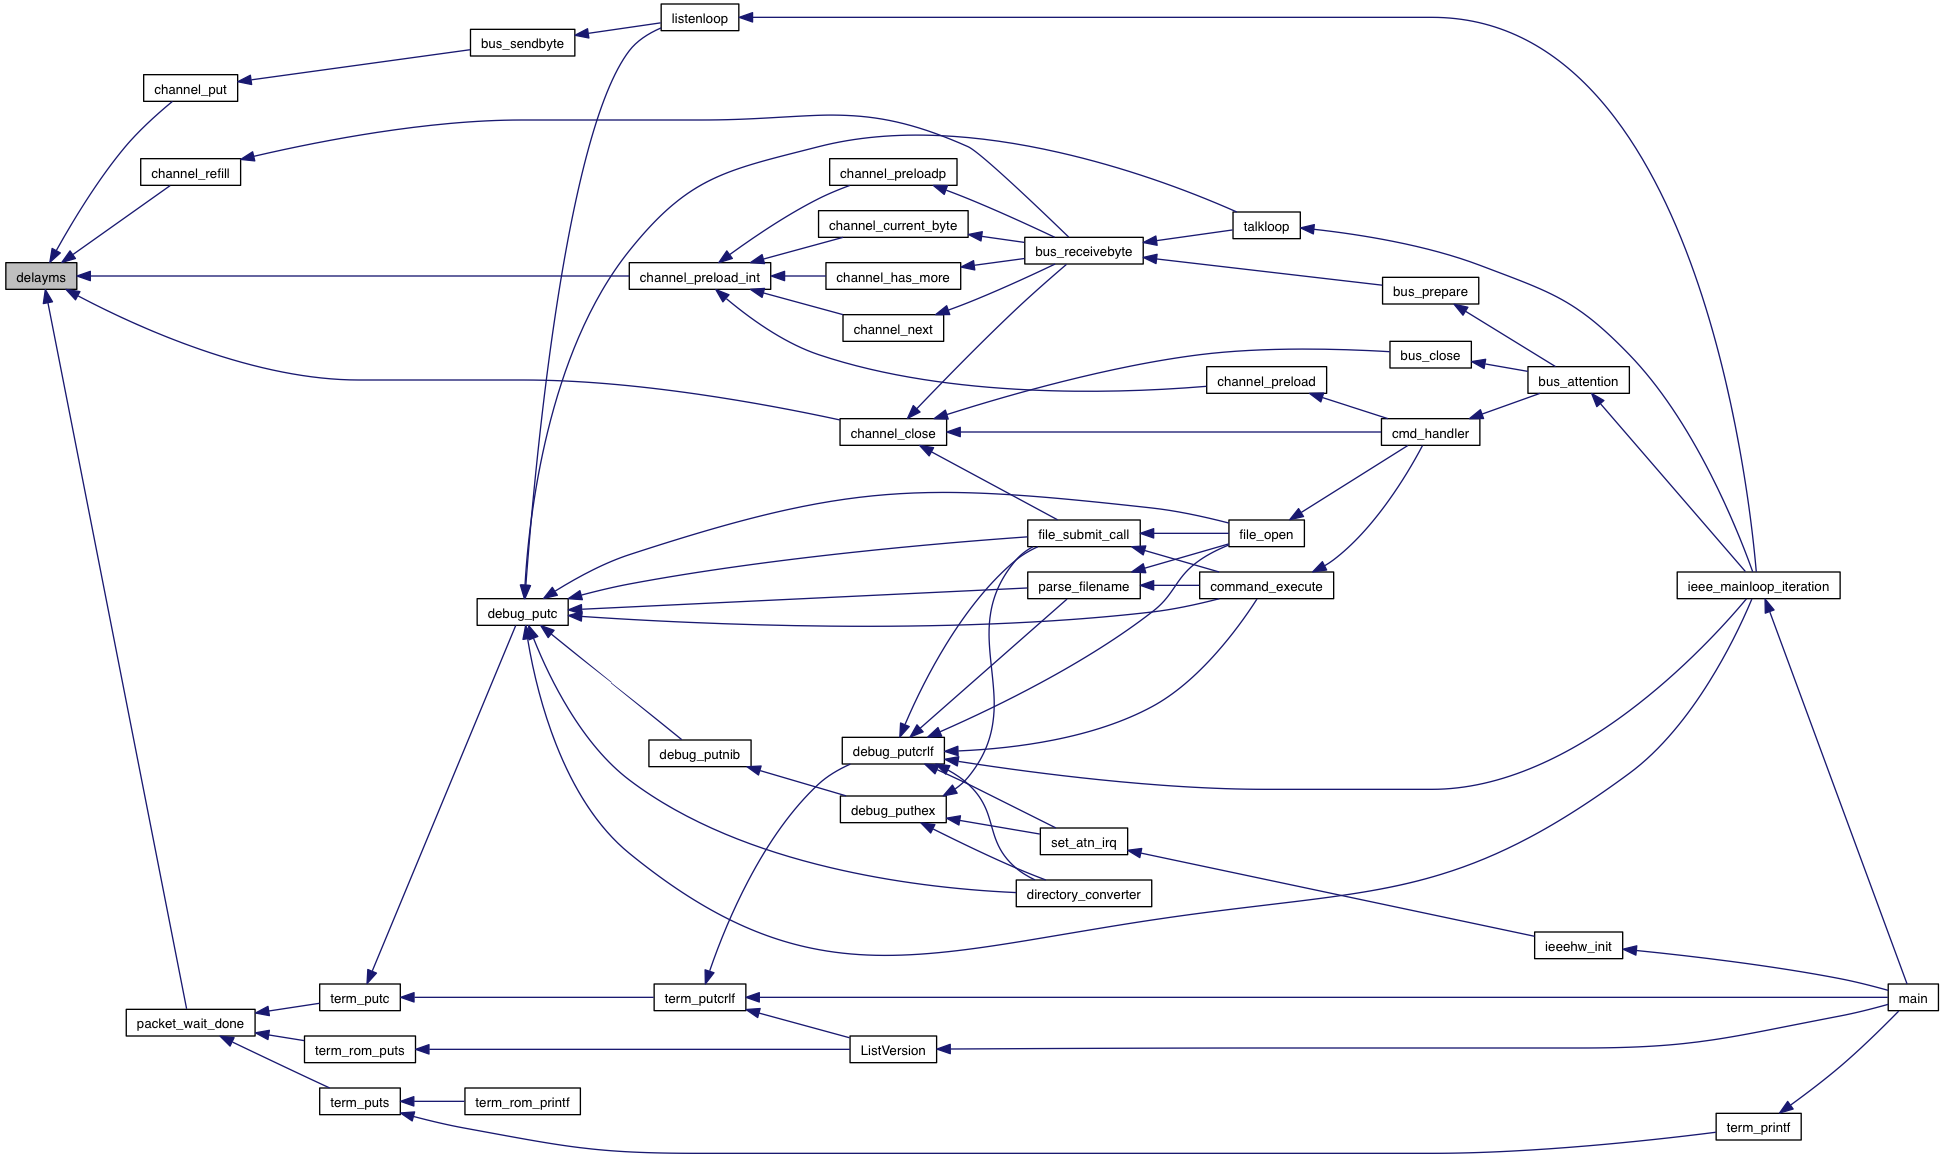 listenloop
bus_sendbyte
channel_put
channel_refill
channel_preloadp
channel_current_byte
talkloop
bus_receivebyte
delayms
channel_preload_int
channel_has_more
bus_prepare
channel_next
bus_close
channel_preload
bus_attention
channel_close
cmd_handler
file_submit_call
file_open
parse_filename
command_execute
ieee_mainloop_iteration
debug_putc
debug_putnib
debug_putcrlf
debug_puthex
set_atn_irq
directory_converter
ieeehw_init
term_putc
term_putcrlf
main
packet_wait_done
term_rom_puts
ListVersion
term_puts
term_rom_printf
term_printf